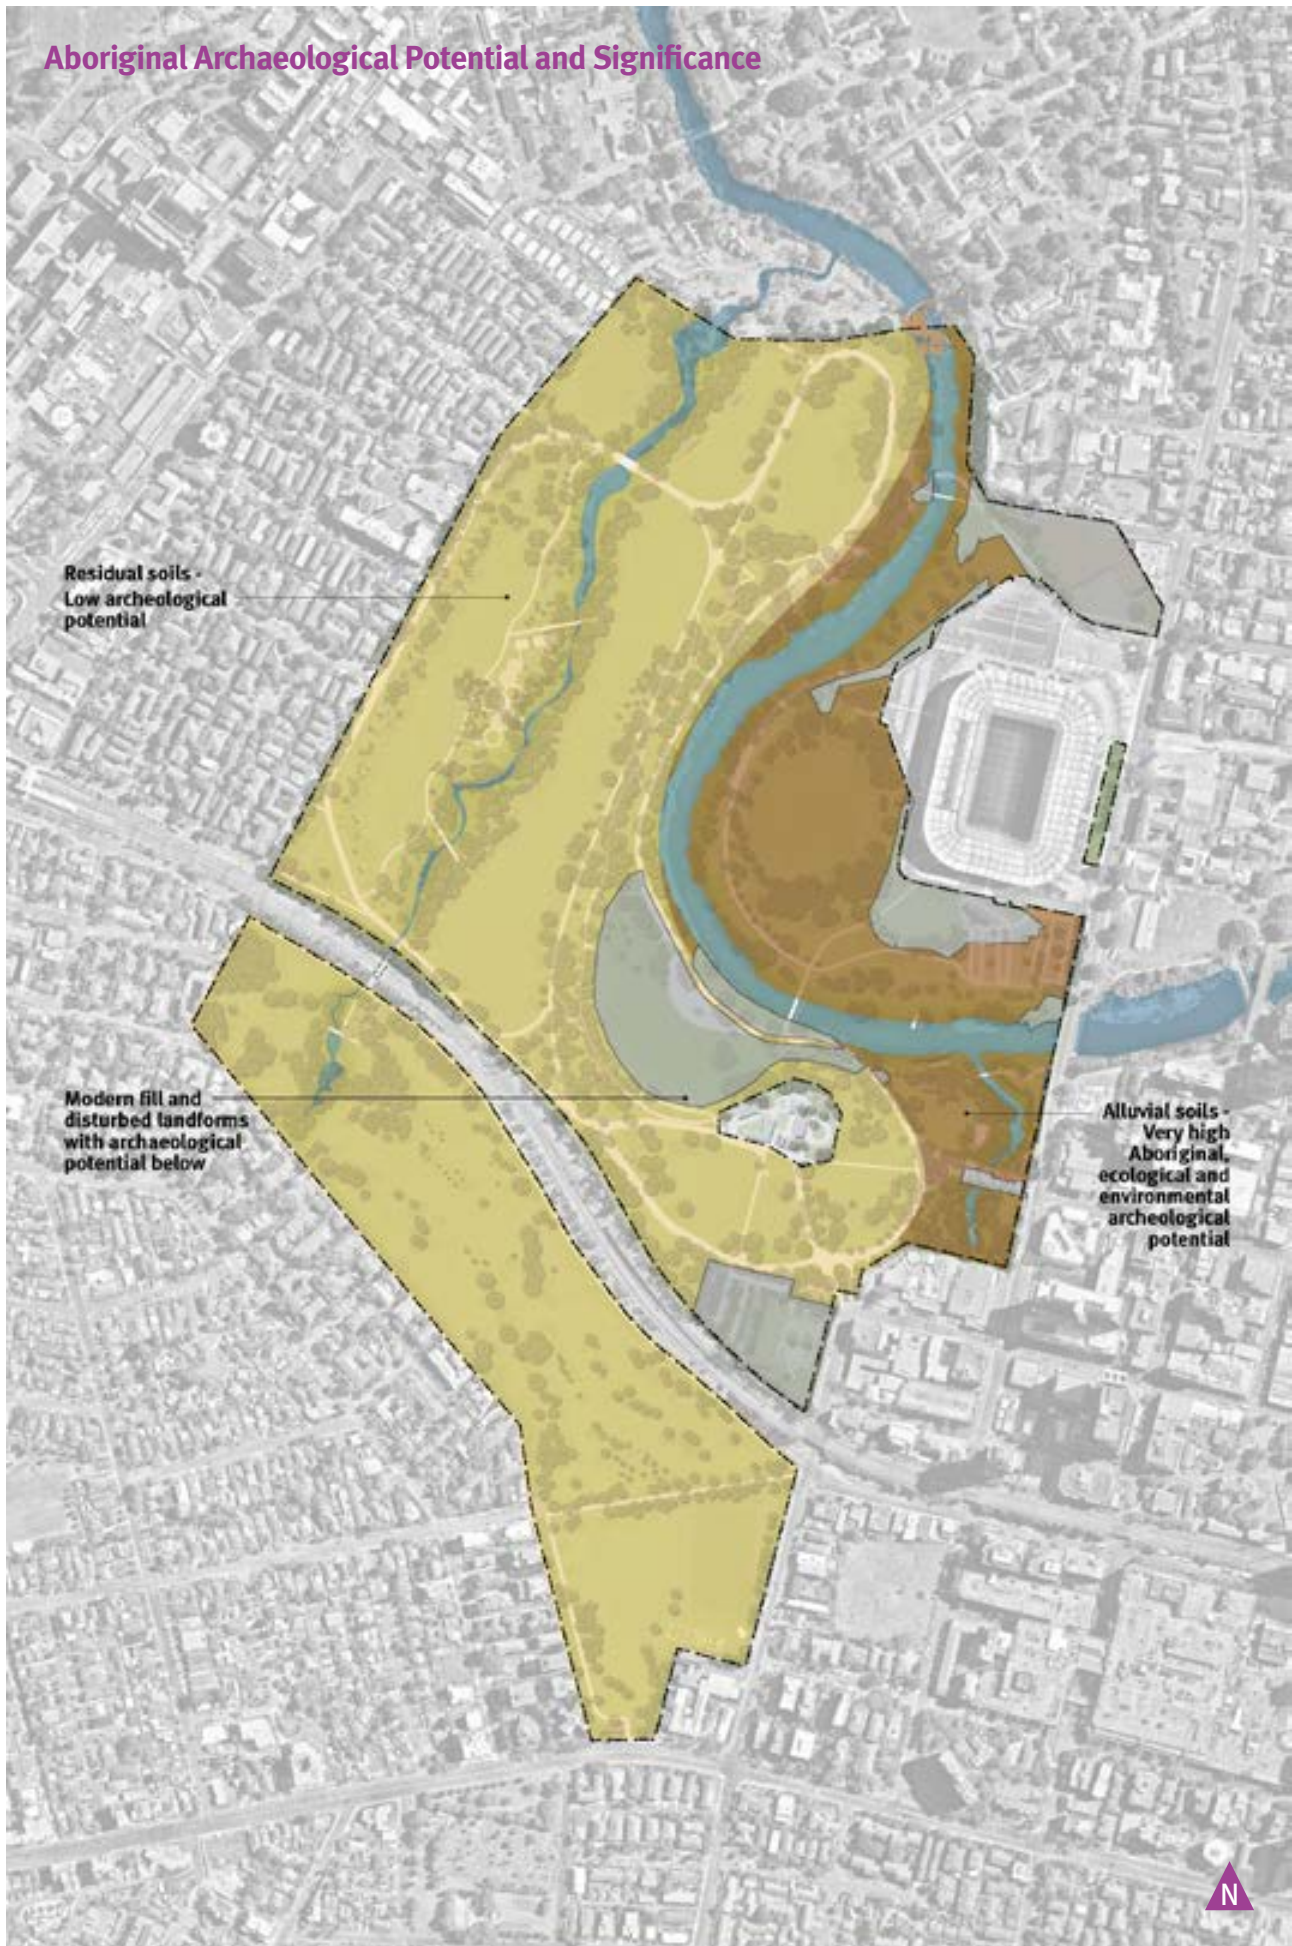 Aboriginal Archaeological Potential and Significance
Residual soils -
Low archeological
potential
Modern fill and
disturbed landforms
with archaeological
potential below
Alluvial soils -
Very high
Aboriginal,
ecological and
environmental
archeological
potential
N